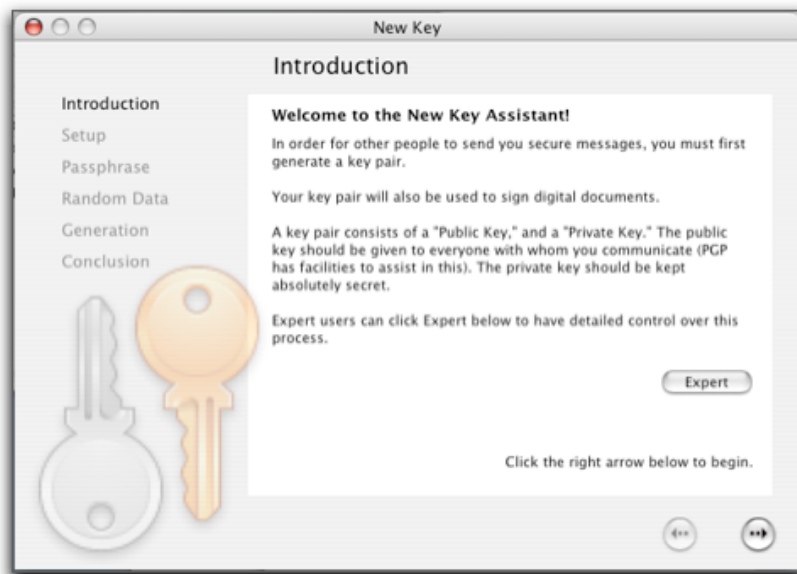 New Key
Introduction
Introduction
Setup
Passphrase
Random Data
Generation
Conclusion
Welcome to the New Key Assistant!
In order for other people to send you secure messages, you must first
generate a key pair.
Your key pair will also be used to sign digital documents.
A key pair consists of a "Public Key," and a "Private Key." The public
key should be given to everyone with whom you communicate (PGP
has facilities to assist in this). The private key should be kept
absolutely secret.
Expert users can click Expert below to have detailed control over this
process.
Expert
Click the right arrow below to begin.